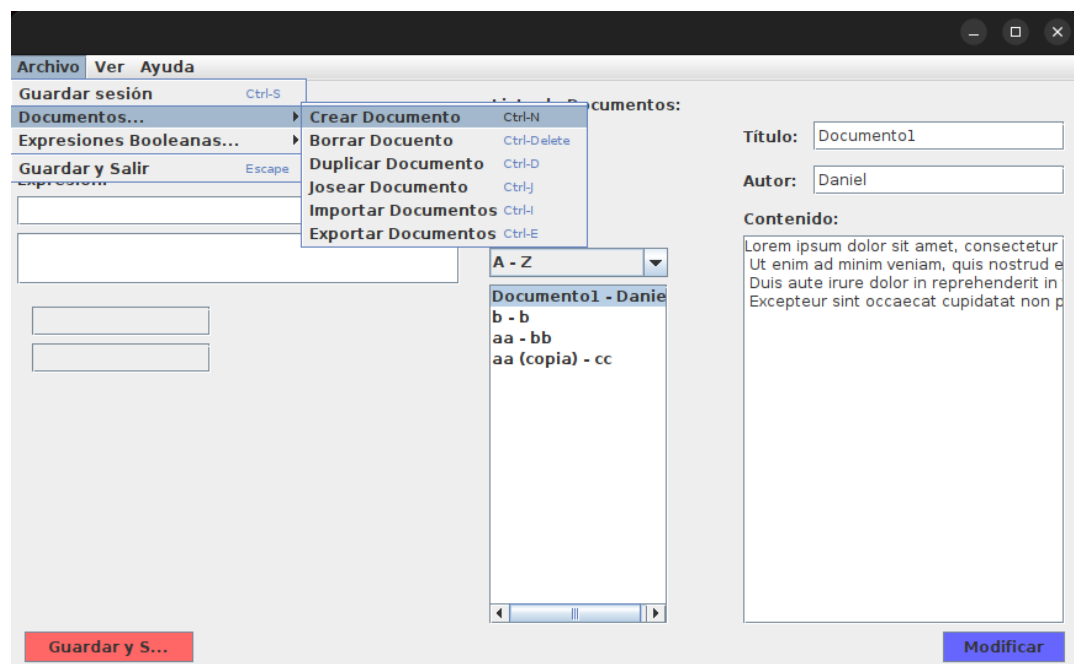 Archivo Ver Ayuda
Guardar sesión Ctrl-S
Documentos...
Expresiones Booleanas...
Guardar y Salir Escape
Crear Documento Ctrl-N
Borrar Docuento Ctrl-Delete
Duplicar Documento Ctrl-D
Josear Documento Ctrl-J
Importar Documentos Ctrl-I
Exportar Documentos Ctrl-E
cumentos:
A - Z
Documento1 - Danie
b - b
aa - bb
aa (copia) - cc
Título: Documento1
Autor: Daniel
Contenido:
Lorem ipsum dolor sit amet, consectetur
Ut enim ad minim veniam, quis nostrud e
Duis aute irure dolor in reprehenderit in
Excepteur sint occaecat cupidatat non p
Guardar y S...
Modificar